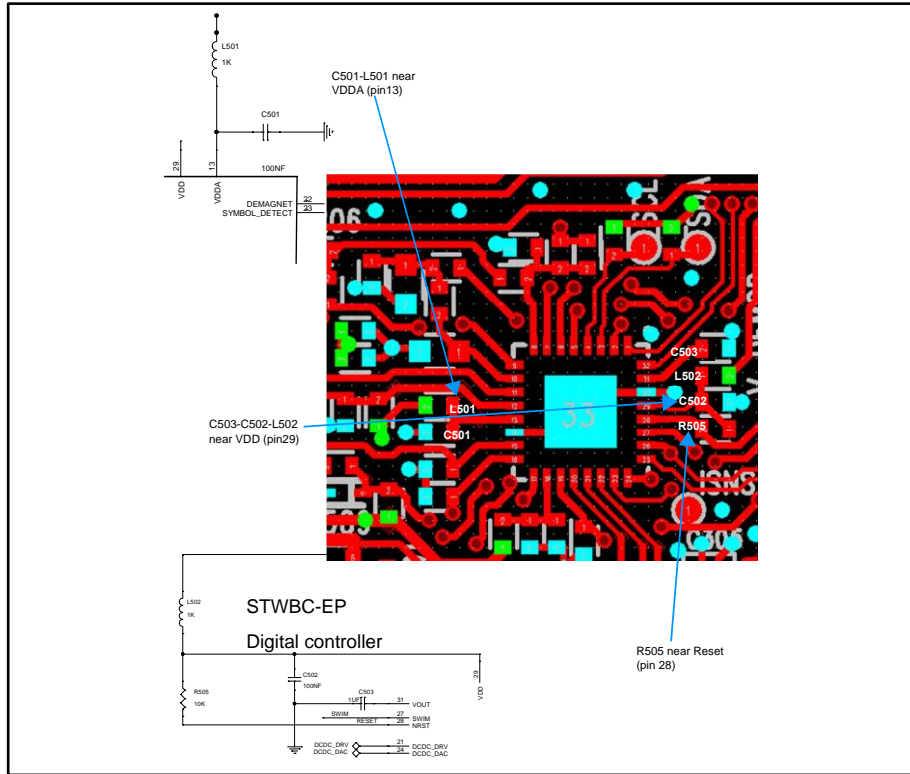 L501
1K
C501
100NF
29
13
VDD
VDDA
DEMAGNET 22
SYMBOL_DETECT 23
C501-L501 near
VDDA (pin13)
C503
L502
C502
R505
L501
C501
33
C503-C502-L502
near VDD (pin29)
R505 near Reset
(pin 28)
L502
1K
STWBC-EP
Digital controller
C502
100NF
29
VDD
R505
10K
C503
1UF
31 VOUT
SWIM 27 SWIM
RESET 28 NRST
DCDC_DRV 21 DCDC_DRV
DCDC_DAC 24 DCDC_DAC